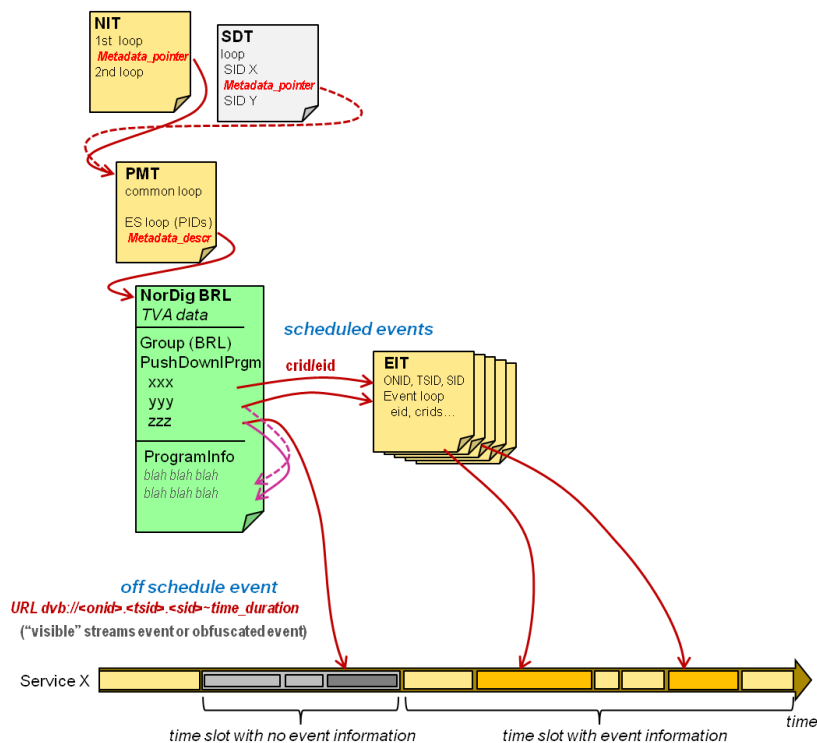 NIT
1st loop
Metadata_pointer
2nd loop
SDT
loop
SID X
Metadata_pointer
SID Y
PMT
common loop
ES loop (PIDs)
Metadata_descr
NorDig BRL
TVA data
Group (BRL)
PushDownlPrgm
xxx
yyy
zzz
ProgramInfo
blah blah blah
blah blah blah
scheduled events
crid/eid
EIT
ONID, TSID, SID
Event loop
eid, crids...
off schedule event
URL dvb://<onid>.<tsid>.<sid>~time_duration
("visible" streams event or obfuscated event)
Service X
time
time slot with no event information
time slot with event information